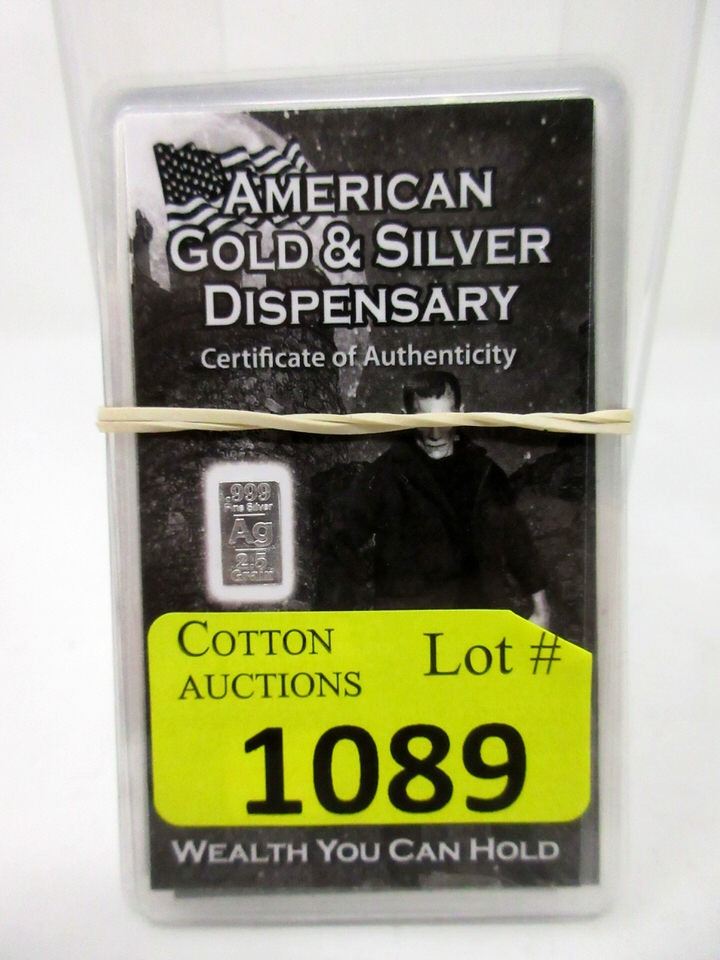 AMERICAN
GOLD & SILVER
DISPENSARY
Certificate of Authenticity
.999
Fine Silver
Ag
2.5
Grain
COTTON
AUCTIONS
Lot #
1089
WEALTH YOU CAN HOLD